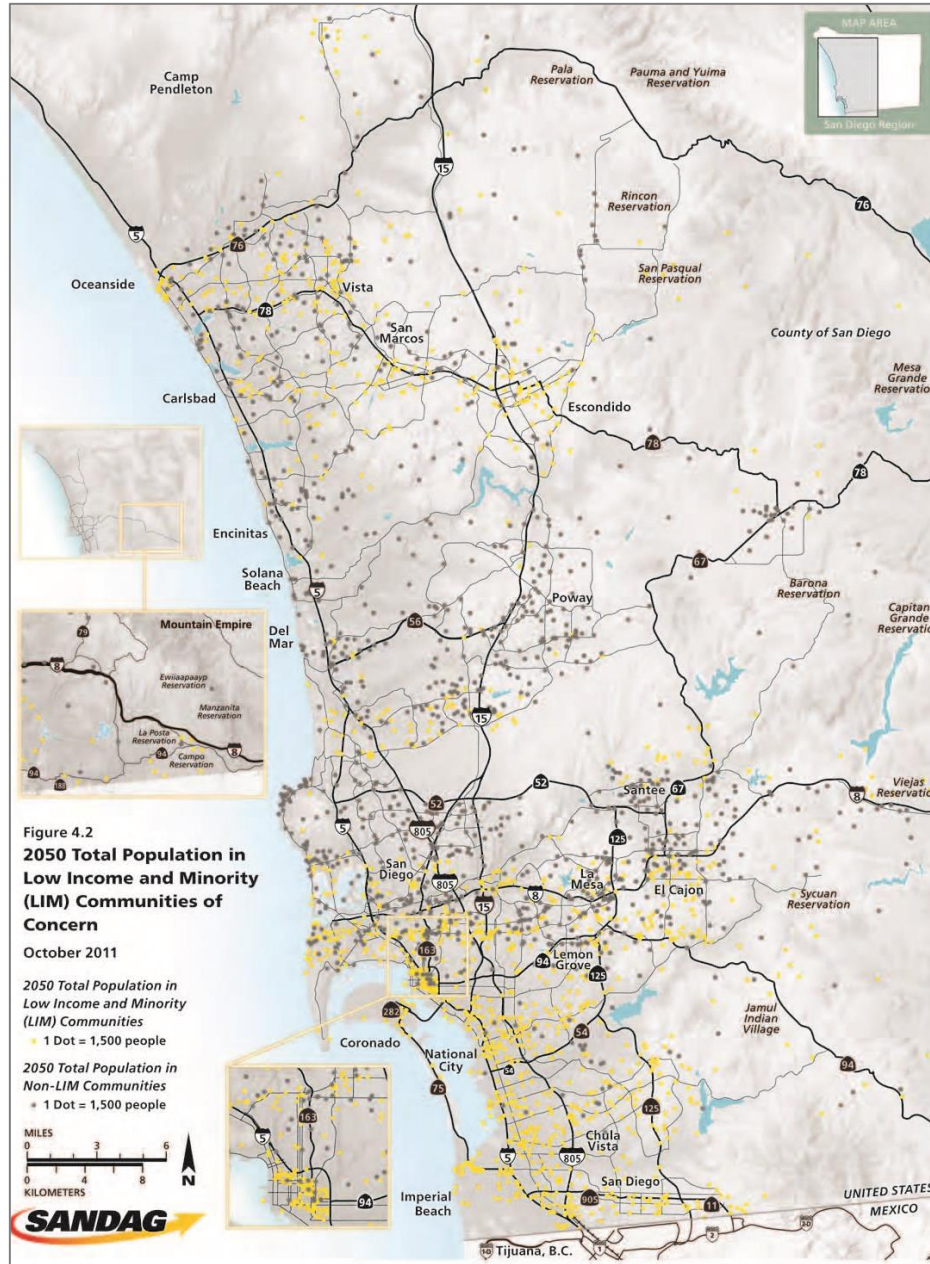 MAP AREA
San Diego Region
Camp
Pendleton
Pala
Reservation
Pauma and Yuima
Reservation
15
Rincon
Reservation
76
5
76
San Pasqual
Reservation
Oceanside
Vista
78
San
Marcos
County of San Diego
Mesa
Grande
Reservation
Carlsbad
Escondido
78
78
Encinitas
67
Solana
Beach
5
Poway
Barona
Reservation
56
Del
Mar
Capitan
Grande
Reservation
15
79
Mountain Empire
8
Ewiiaapaayp
Reservation
Manzanita
Reservation
La Posta
Reservation
94
8
Campo
Reservation
94
188
52
52
Santee
67
Viejas
Reservation
8
5
805
125
San
Diego
La
Mesa
805
8
El Cajon
15
Sycuan
Reservation
163
94
Lemon
Grove
125
282
Coronado
54
Jamul
Indian
Village
National
City
54
94
75
125
Chula
Vista
5
805
San Diego
905
11
Imperial
Beach
UNITED STATES
MEXICO
Tijuana, B.C.
1-D
1
2
2-D
163
5
94
Figure 4.2
2050 Total Population in
Low Income and Minority
(LIM) Communities of
Concern
October 2011
2050 Total Population in
Low Income and Minority
(LIM) Communities
1 Dot = 1,500 people
2050 Total Population in
Non-LIM Communities
1 Dot = 1,500 people
MILES
0 3 6
0 4 8
KILOMETERS
N
SANDAG